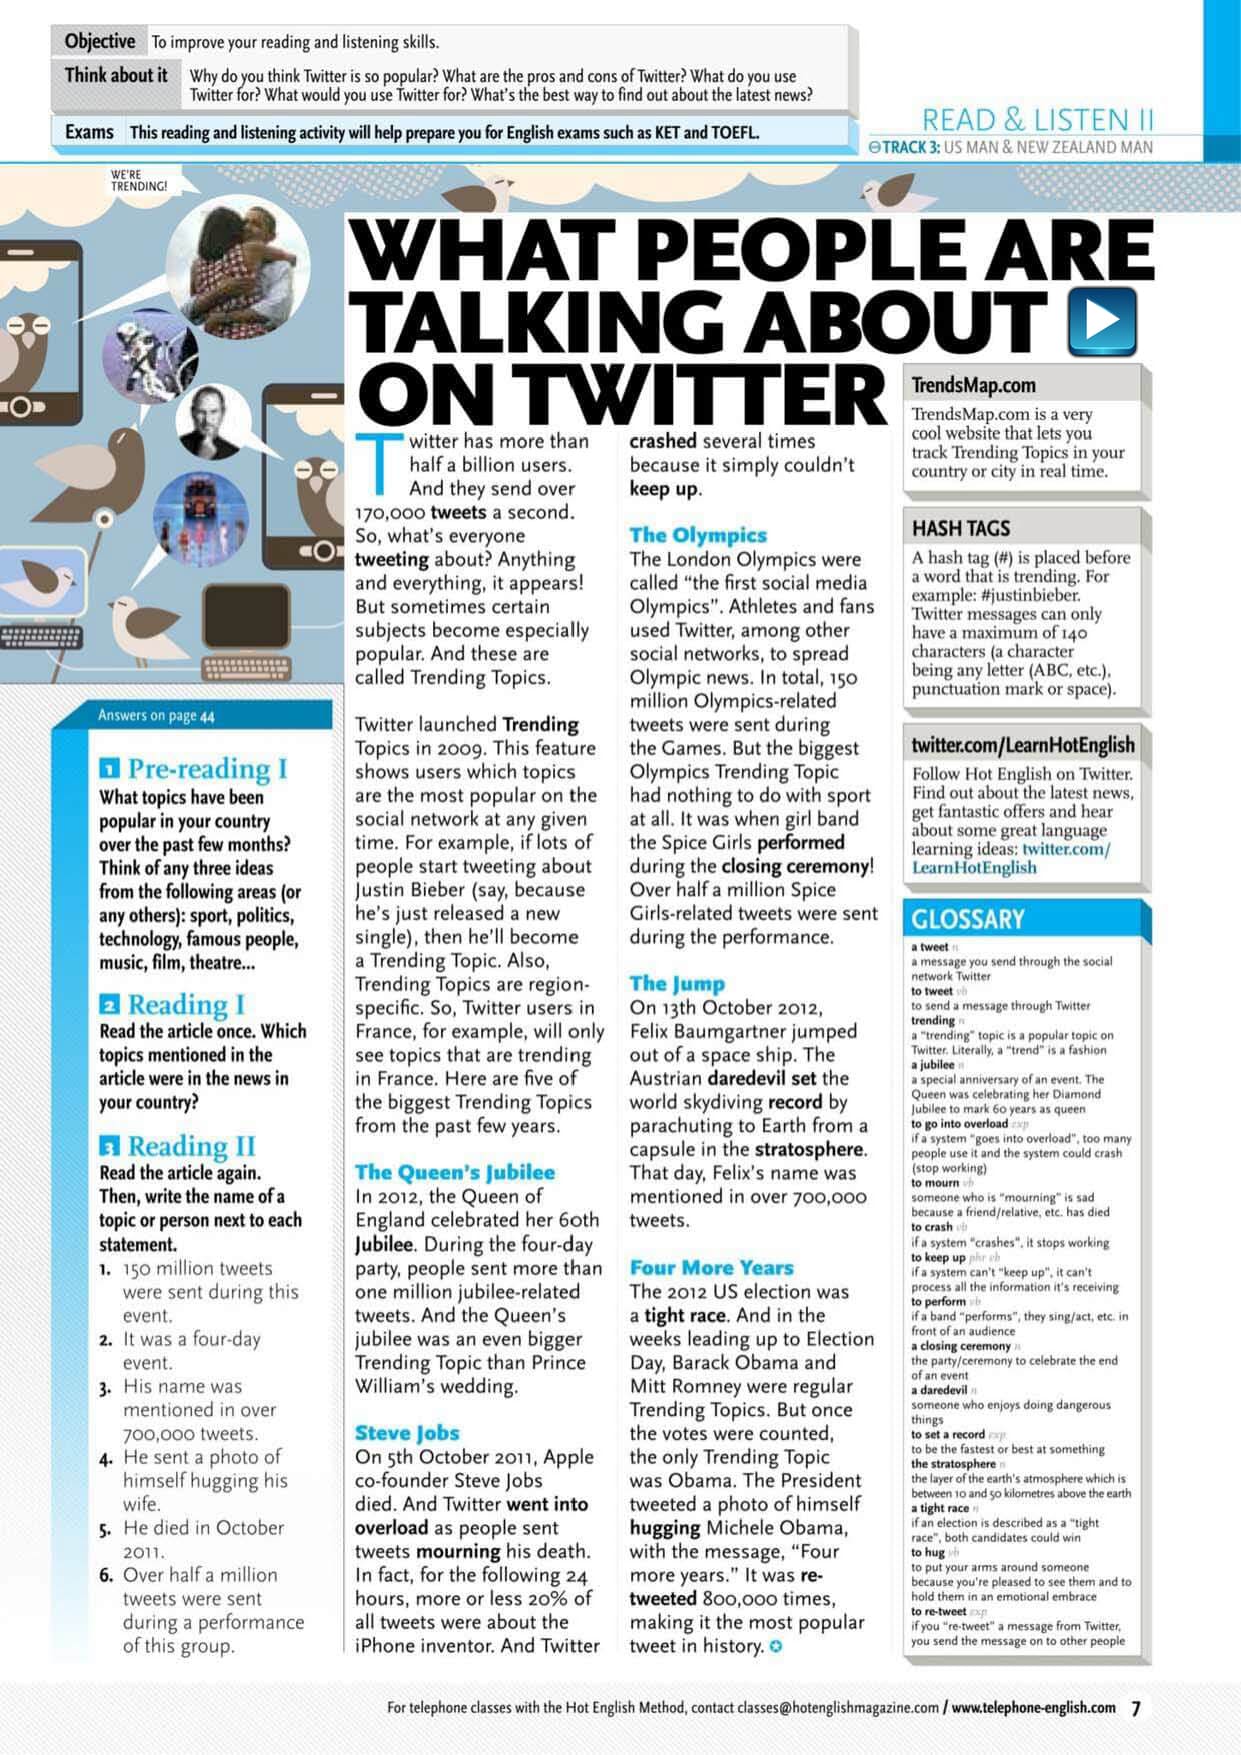 Objective To improve your reading and listening skills.
Think about it Why do you think Twitter is so popular? What are the pros and cons of Twitter? What do you use
Twitter for? What would you use Twitter for? What's the best way to find out about the latest news?
Exams This reading and listening activity will help prepare you for English exams such as KET and TOEFL.
READ & LISTEN II
TRACK 3: US MAN & NEW ZEALAND MAN
WE'RE
TRENDING!
WHAT PEOPLE ARE
TALKING ABOUT
ON TWITTER
Answers on page 44
1 Pre-reading I
What topics have been
popular in your country
over the past few months?
Think of any three ideas
from the following areas (or
any others): sport, politics,
technology, famous people,
music, film, theatre...
2 Reading I
Read the article once. Which
topics mentioned in the
article were in the news in
your country?
3 Reading II
Read the article again.
Then, write the name of a
topic or person next to each
statement.
1. 150 million tweets
were sent during this
event.
2. It was a four-day
event.
3. His name was
mentioned in over
700,000 tweets.
4. He sent a photo of
himself hugging his
wife.
5. He died in October
2011.
6. Over half a million
tweets were sent
during a performance
of this group.
Twitter has more than
half a billion users.
And they send over
170,000 tweets a second.
So, what's everyone
tweeting about? Anything
and everything, it appears!
But sometimes certain
subjects become especially
popular. And these are
called Trending Topics.
Twitter launched Trending
Topics in 2009. This feature
shows users which topics
are the most popular on the
social network at any given
time. For example, if lots of
people start tweeting about
Justin Bieber (say, because
he's just released a new
single), then he'll become
a Trending Topic. Also,
Trending Topics are region-
specific. So, Twitter users in
France, for example, will only
see topics that are trending
in France. Here are five of
the biggest Trending Topics
from the past few years.
The Queen's Jubilee
In 2012, the Queen of
England celebrated her 60th
Jubilee. During the four-day
party, people sent more than
one million jubilee-related
tweets. And the Queen's
jubilee was an even bigger
Trending Topic than Prince
William's wedding.
Steve Jobs
On 5th October 2011, Apple
co-founder Steve Jobs
died. And Twitter went into
overload as people sent
tweets mourning his death.
In fact, for the following 24
hours, more or less 20% of
all tweets were about the
iPhone inventor. And Twitter
crashed several times
because it simply couldn't
keep up.
The Olympics
The London Olympics were
called "the first social media
Olympics". Athletes and fans
used Twitter, among other
social networks, to spread
Olympic news. In total, 150
million Olympics-related
tweets were sent during
the Games. But the biggest
Olympics Trending Topic
had nothing to do with sport
at all. It was when girl band
the Spice Girls performed
during the closing ceremony!
Over half a million Spice
Girls-related tweets were sent
during the performance.
The Jump
On 13th October 2012,
Felix Baumgartner jumped
out of a space ship. The
Austrian daredevil set the
world skydiving record by
parachuting to Earth from a
capsule in the stratosphere.
That day, Felix's name was
mentioned in over 700,000
tweets.
Four More Years
The 2012 US election was
a tight race. And in the
weeks leading up to Election
Day, Barack Obama and
Mitt Romney were regular
Trending Topics. But once
the votes were counted,
the only Trending Topic
was Obama. The President
tweeted a photo of himself
hugging Michele Obama,
with the message, "Four
more years." It was re-
tweeted 800,000 times,
making it the most popular
tweet in history.
TrendsMap.com
TrendsMap.com is a very
cool website that lets you
track Trending Topics in your
country or city in real time.
HASH TAGS
A hash tag (#) is placed before
a word that is trending. For
example: #justinbieber.
Twitter messages can only
have a maximum of 140
characters (a character
being any letter (ABC, etc.),
punctuation mark or space).
twitter.com/LearnHotEnglish
Follow Hot English on Twitter.
Find out about the latest news,
get fantastic offers and hear
about some great language
learning ideas: twitter.com/
LearnHotEnglish
GLOSSARY
a tweet n
a message you send through the social
network Twitter
to tweet vb
to send a message through Twitter
trending n
a "trending" topic is a popular topic on
Twitter. Literally, a "trend" is a fashion
a jubilee n
a special anniversary of an event. The
Queen was celebrating her Diamond
Jubilee to mark 60 years as queen
to go into overload exp
if a system "goes into overload", too many
people use it and the system could crash
(stop working)
to mourn vb
someone who is "mourning" is sad
because a friend/relative, etc. has died
to crash vb
if a system "crashes", it stops working
to keep up phr vb
if a system can't "keep up", it can't
process all the information it's receiving
to perform vb
if a band "performs", they sing/act, etc. in
front of an audience
a closing ceremony n
the party/ceremony to celebrate the end
of an event
a daredevil n
someone who enjoys doing dangerous
things
to set a record exp
to be the fastest or best at something
the stratosphere n
the layer of the earth's atmosphere which is
between 10 and 50 kilometres above the earth
a tight race n
if an election is described as a "tight
race", both candidates could win
to hug vb
to put your arms around someone
because you're pleased to see them and to
hold them in an emotional embrace
to re-tweet exp
if you "re-tweet" a message from Twitter,
you send the message on to other people
For telephone classes with the Hot English Method, contact classes@hotenglishmagazine.com / www.telephone-english.com 7